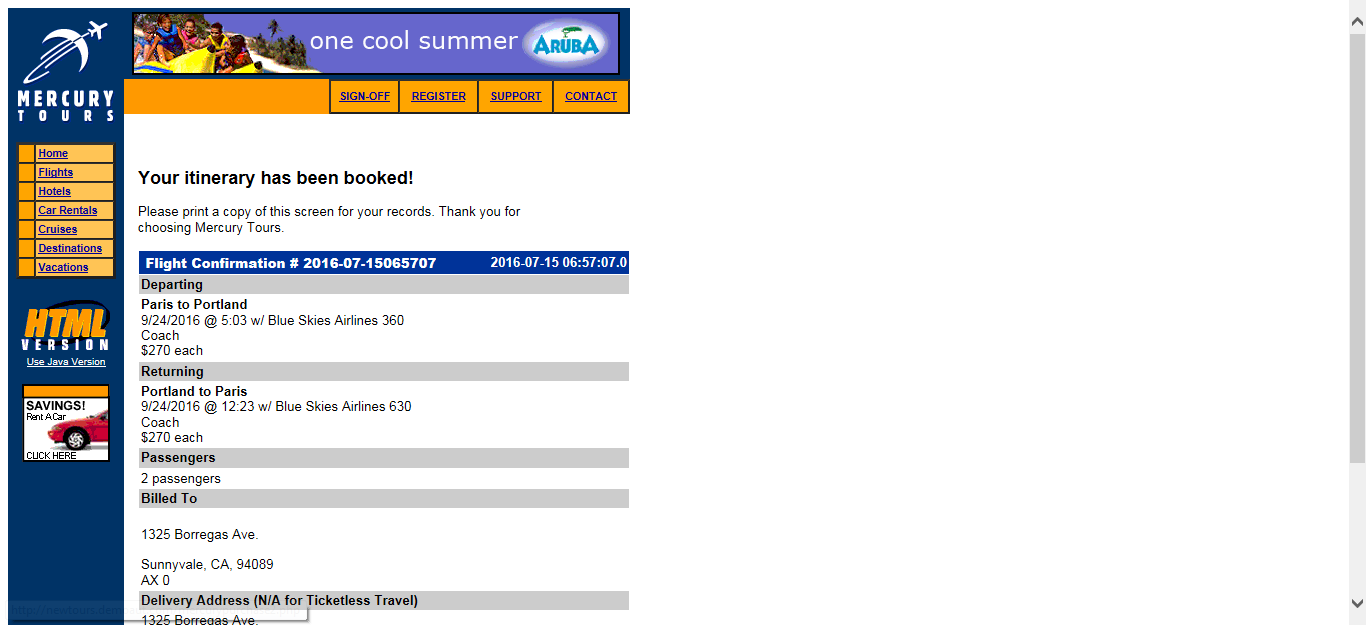 MERCURY
TOURS
one cool summer ARUBA
SIGN-OFF REGISTER SUPPORT CONTACT
Home
Flights
Hotels
Car Rentals
Cruises
Destinations
Vacations
HTML
VERSION
Use Java Version
SAVINGS!
Rent A Car
CLICK HERE
Your itinerary has been booked!
Please print a copy of this screen for your records. Thank you for
choosing Mercury Tours.
Flight Confirmation # 2016-07-15065707 2016-07-15 06:57:07.0
Departing
Paris to Portland
9/24/2016 @ 5:03 w/ Blue Skies Airlines 360
Coach
$270 each
Returning
Portland to Paris
9/24/2016 @ 12:23 w/ Blue Skies Airlines 630
Coach
$270 each
Passengers
2 passengers
Billed To
1325 Borregas Ave.
Sunnyvale, CA, 94089
AX 0
Delivery Address (N/A for Ticketless Travel)
1325 Borregas Ave.